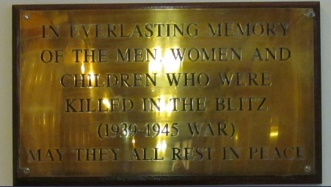 IN EVERLASTING MEMORY
OF THE MEN, WOMEN AND
CHILDREN WHO WERE
KILLED IN THE BLITZ
(1939-1945 WAR)
MAY THEY ALL REST IN PEACE